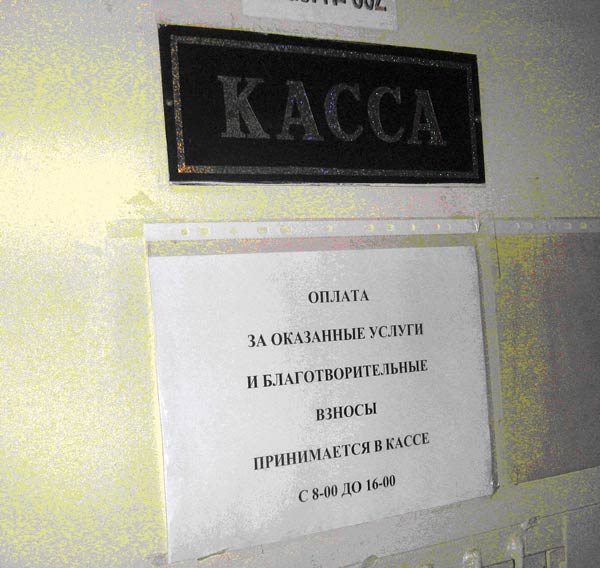 КАССА
ОПЛАТА
ЗА ОКАЗАННЫЕ УСЛУГИ
И БЛАГОТВОРИТЕЛЬНЫЕ
ВЗНОСЫ
ПРИНИМАЕТСЯ В КАССЕ
С 8-00 ДО 16-00